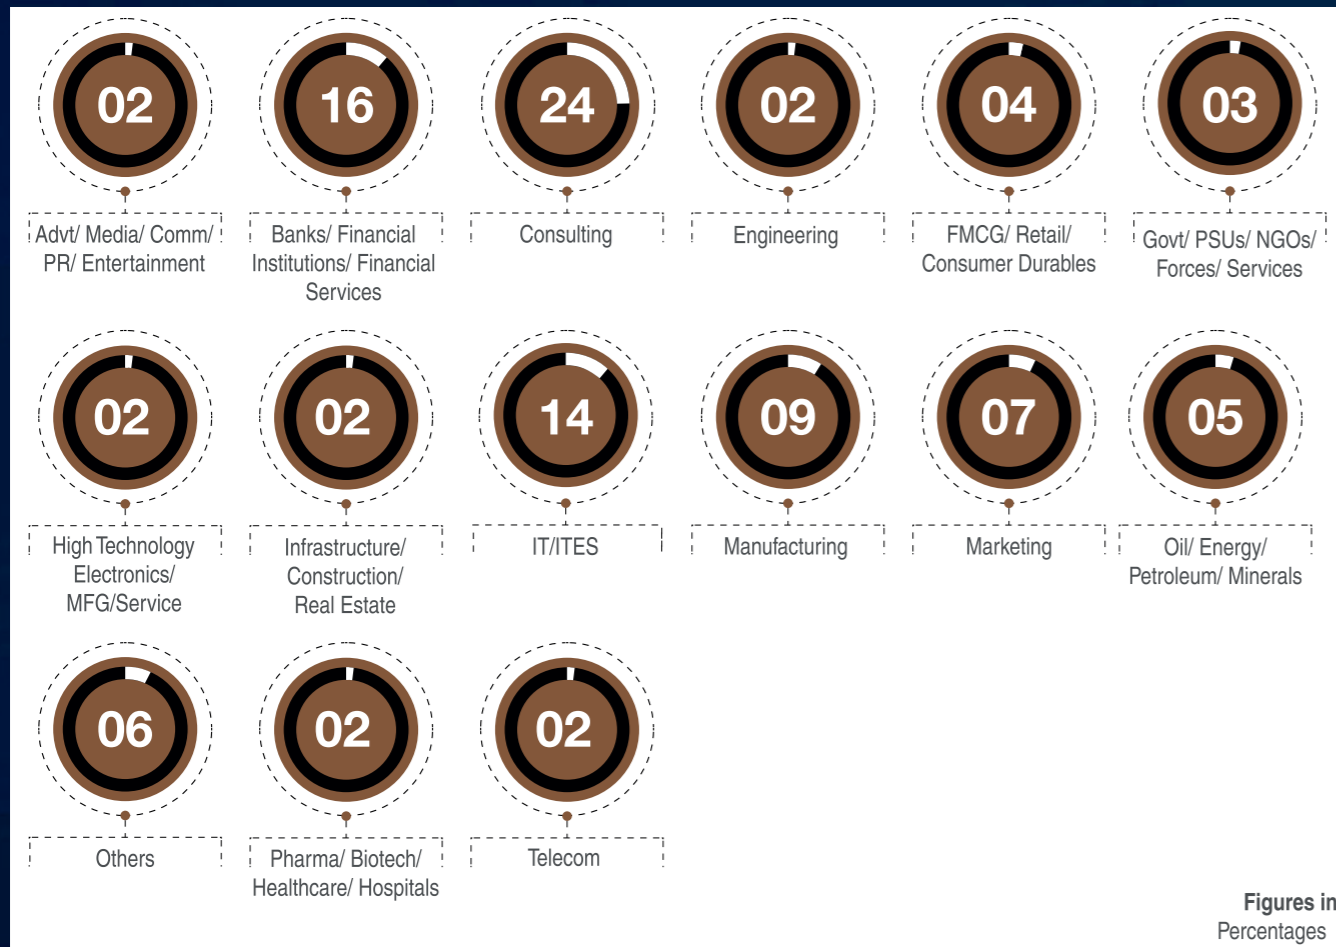 02
16
24
02
04
03
Advt/ Media/ Comm/
PR/ Entertainment
Banks/ Financial
Institutions/ Financial
Services
Consulting
Engineering
FMCG/ Retail/
Consumer Durables
Govt/ PSUs/ NGOs/
Forces/ Services
02
02
14
09
07
05
High Technology
Electronics/
MFG/Service
Infrastructure/
Construction/
Real Estate
IT/ITES
Manufacturing
Marketing
Oil/ Energy/
Petroleum/ Minerals
06
02
02
Others
Pharma/ Biotech/
Healthcare/ Hospitals
Telecom
Figures in
Percentages